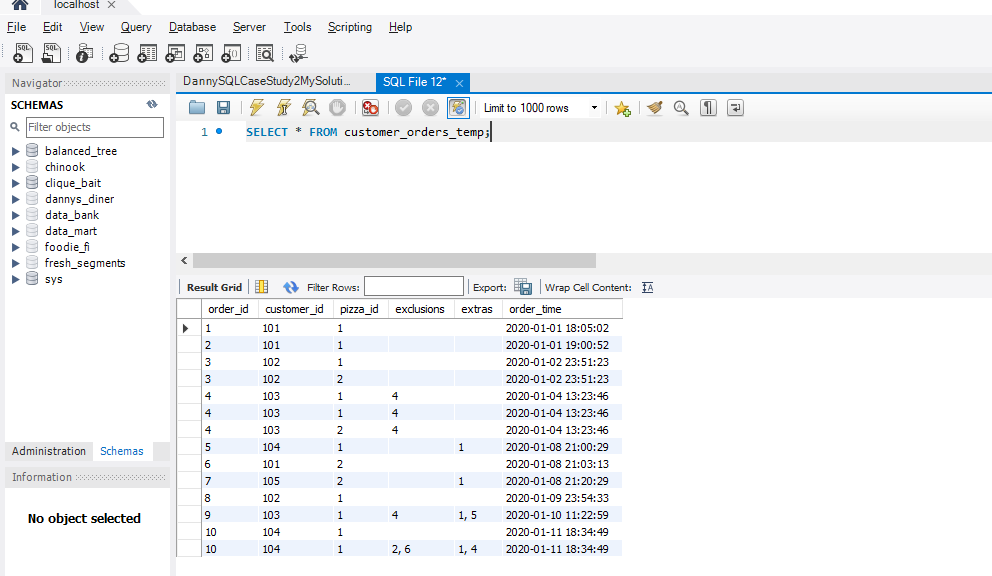 localhost ×
File Edit View Query Database Server Tools Scripting Help
Navigator
DannySQLCaseStudy2MySoluti...
SQL File 12* ×
SCHEMAS
Filter objects
balanced_tree
chinook
clique_bait
dannys_diner
data_bank
data_mart
foodie_fi
fresh_segments
sys
Administration Schemas
Information
No object selected
Limit to 1000 rows
1 SELECT * FROM customer_orders_temp;
Result Grid Filter Rows: Export: Wrap Cell Content:
order_id customer_id pizza_id exclusions extras order_time
1 101 1 2020-01-01 18:05:02
2 101 1 2020-01-01 19:00:52
3 102 1 2020-01-02 23:51:23
3 102 2 2020-01-02 23:51:23
4 103 1 4 2020-01-04 13:23:46
4 103 1 4 2020-01-04 13:23:46
4 103 2 4 2020-01-04 13:23:46
5 104 1 1 2020-01-08 21:00:29
6 101 2 2020-01-08 21:03:13
7 105 2 1 2020-01-08 21:20:29
8 102 1 2020-01-09 23:54:33
9 103 1 4 1, 5 2020-01-10 11:22:59
10 104 1 2020-01-11 18:34:49
10 104 1 2, 6 1, 4 2020-01-11 18:34:49